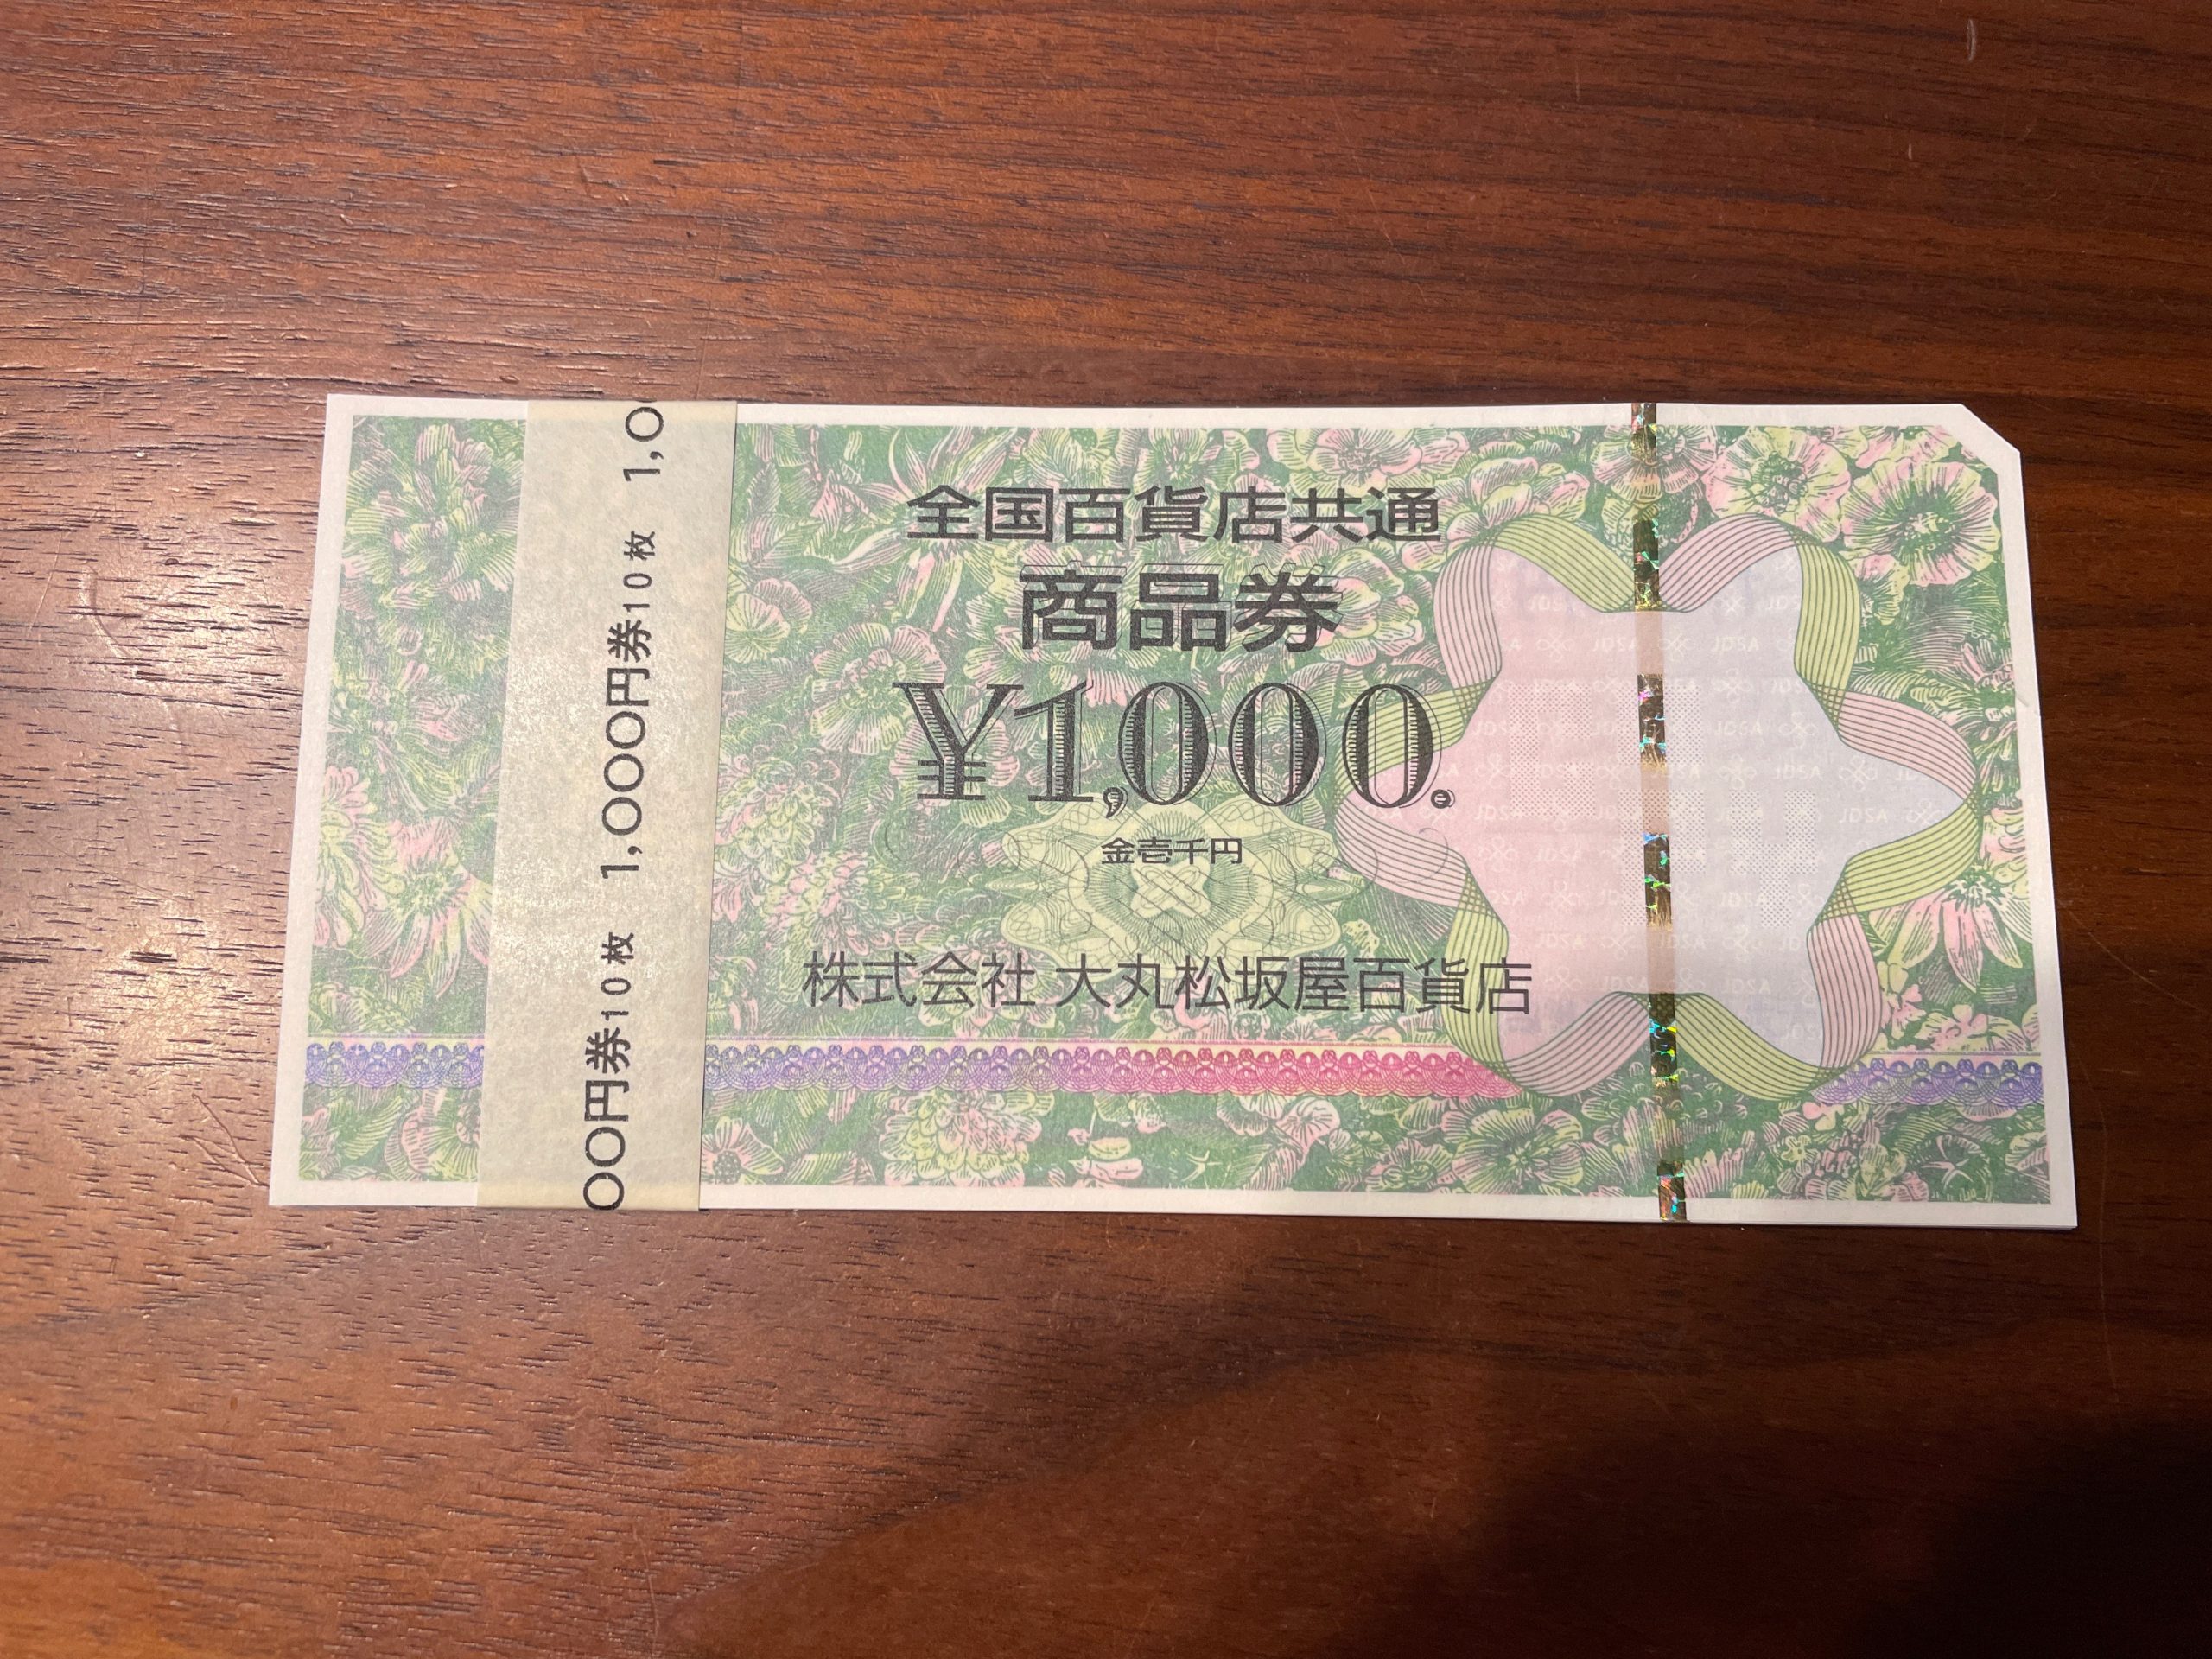 全国百貨店共通
商品券
¥1,000.
金壱千円
株式会社 大丸松坂屋百貨店
00円券10枚 1,000円券10枚 1,0